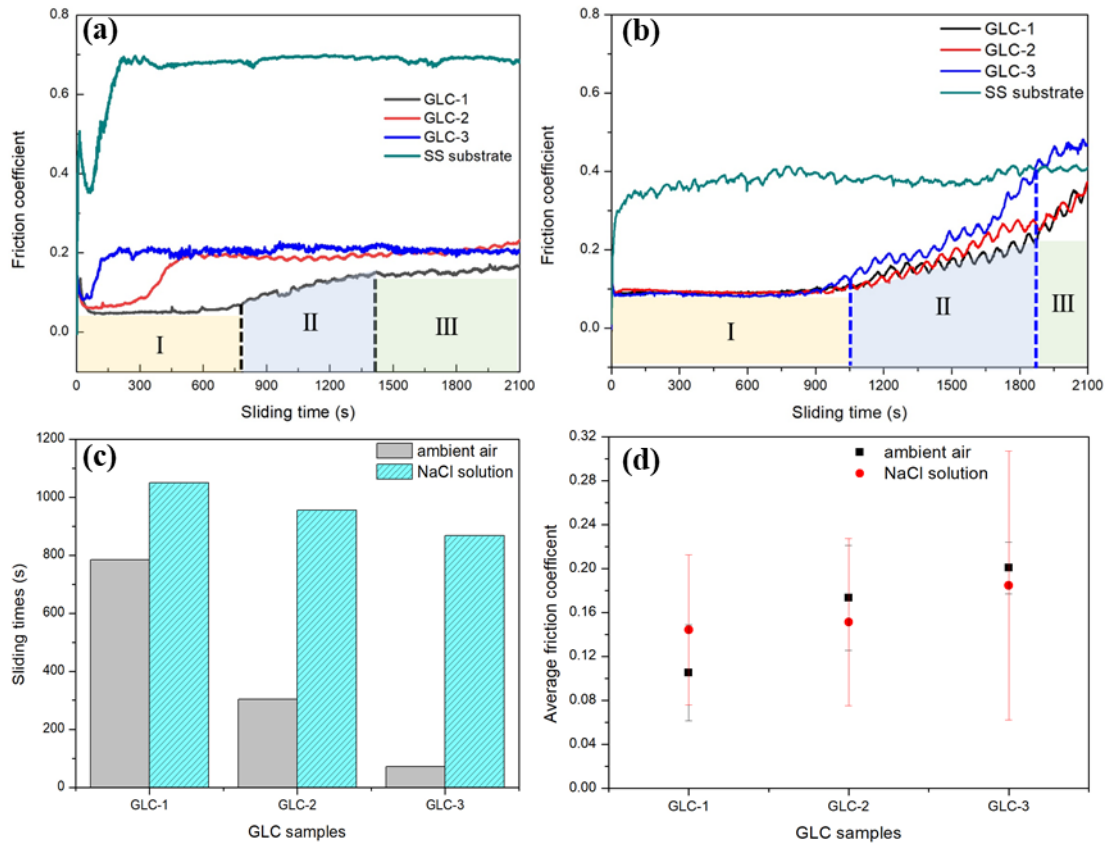 (a)
GLC-1
GLC-2
GLC-3
SS substrate
Friction coefficient
0.8
0.6
0.4
0.2
0.0
I
II
III
0 300 600 900 1200 1500 1800 2100
Sliding time (s)
(b)
GLC-1
GLC-2
GLC-3
SS substrate
Friction coefficient
0.8
0.6
0.4
0.2
0.0
I
II
III
0 300 600 900 1200 1500 1800 2100
Sliding time (s)
(c)
ambient air
NaCl solution
Sliding times (s)
1200
1000
800
600
400
200
0
GLC-1 GLC-2 GLC-3
GLC samples
(d)
ambient air
NaCl solution
Average friction coefficent
0.32
0.28
0.24
0.20
0.16
0.12
0.08
0.04
0.00
GLC-1 GLC-2 GLC-3
GLC samples